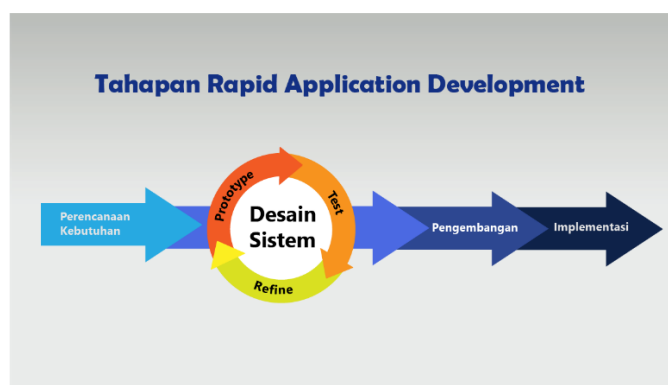 Tahapan Rapid Application Development
Perencanaan
Kebutuhan
Prototype
Test
Refine
Desain
Sistem
Pengembangan
Implementasi